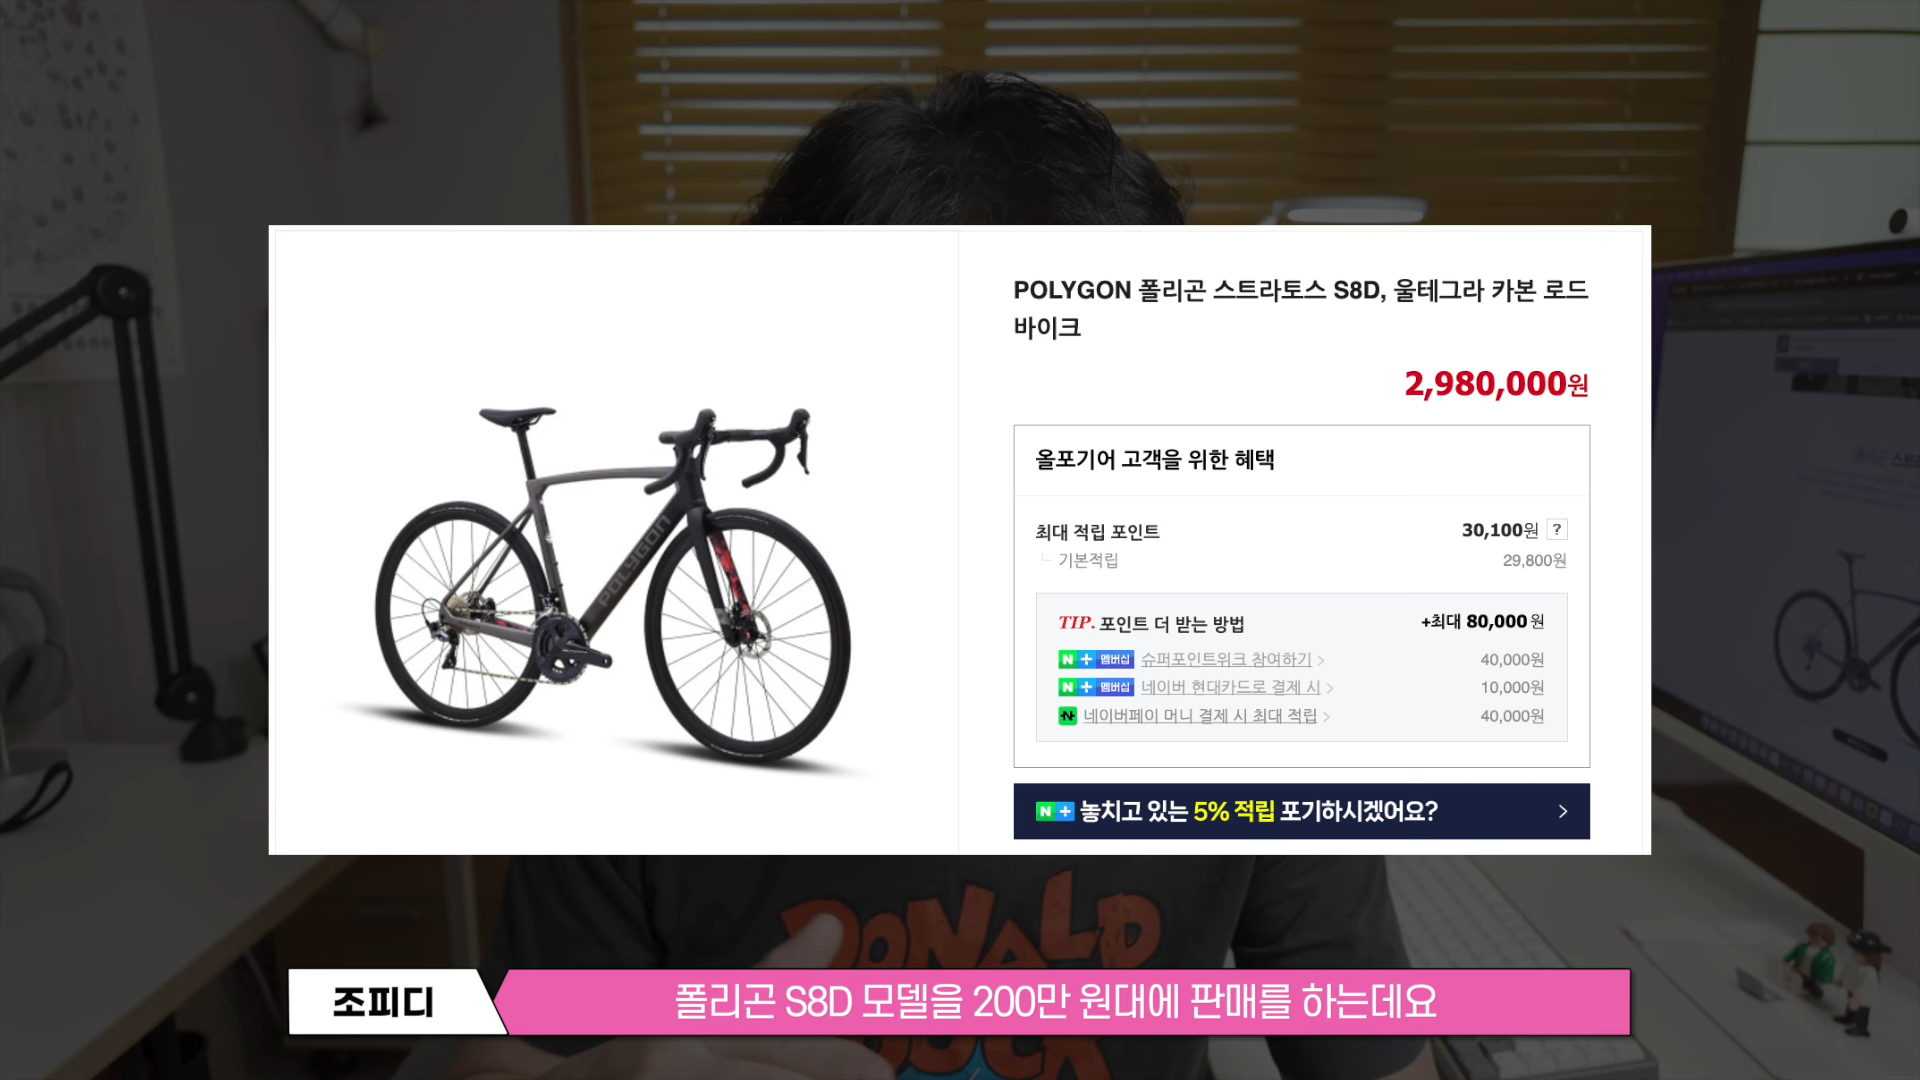 POLYGON 폴리곤 스트라토스 S8D, 울테그라 카본 로드
바이크
2,980,000원
올포기어 고객을 위한 혜택
최대 적립 포인트 30,100원 ?
기본적립 29,800원
TIP. 포인트 더 받는 방법 +최대 80,000원
N + 멤버십 슈퍼포인트위크 참여하기 > 40,000원
N + 멤버십 네이버 현대카드로 결제 시 > 10,000원
N 네이버페이 머니 결제 시 최대 적립 > 40,000원
N + 놓치고 있는 5% 적립 포기하시겠어요? >
POLYGON
DONALD
DUCK
조피디
폴리곤 S8D 모델을 200만 원대에 판매를 하는데요